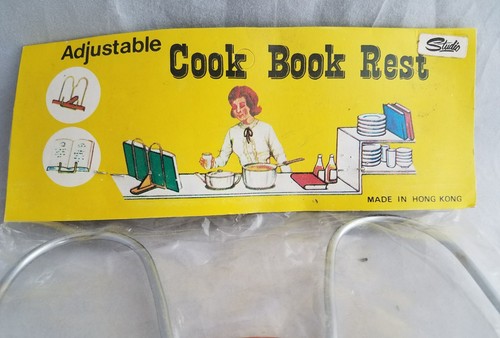 Adjustable Cook Book Rest
Studio
MADE IN HONG KONG